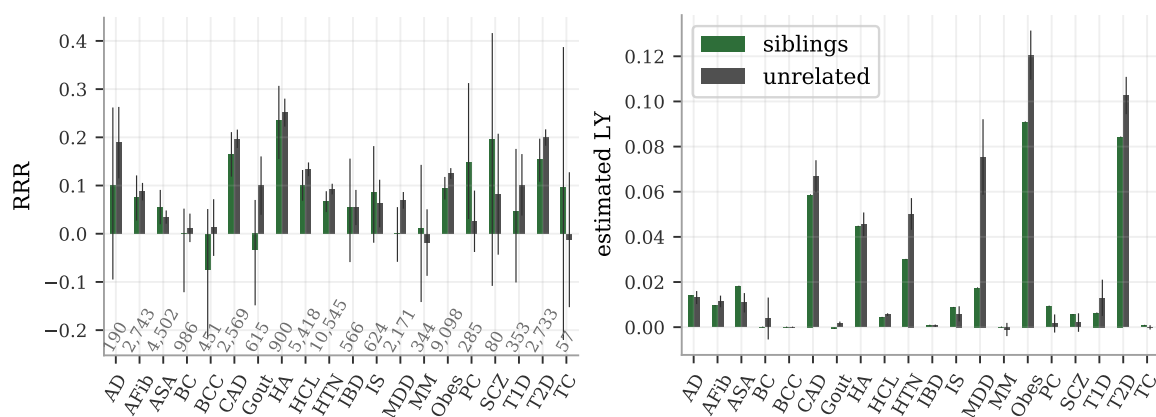 RRR
0.4
0.3
0.2
0.1
0.0
−0.1
−0.2
190
2,743
4,502
986
451
2,569
615
900
5,418
10,545
566
624
2,171
344
9,098
285
80
353
2,733
57
AD
AFib
ASA
BC
BCC
CAD
Gout
HA
HCL
HTN
IBD
IS
MDD
MM
Obes
PC
SCZ
T1D
T2D
TC
estimated LY
0.12
0.10
0.08
0.06
0.04
0.02
0.00
siblings
unrelated
AD
AFib
ASA
BC
BCC
CAD
Gout
HA
HCL
HTN
IBD
IS
MDD
MM
Obes
PC
SCZ
T1D
T2D
TC